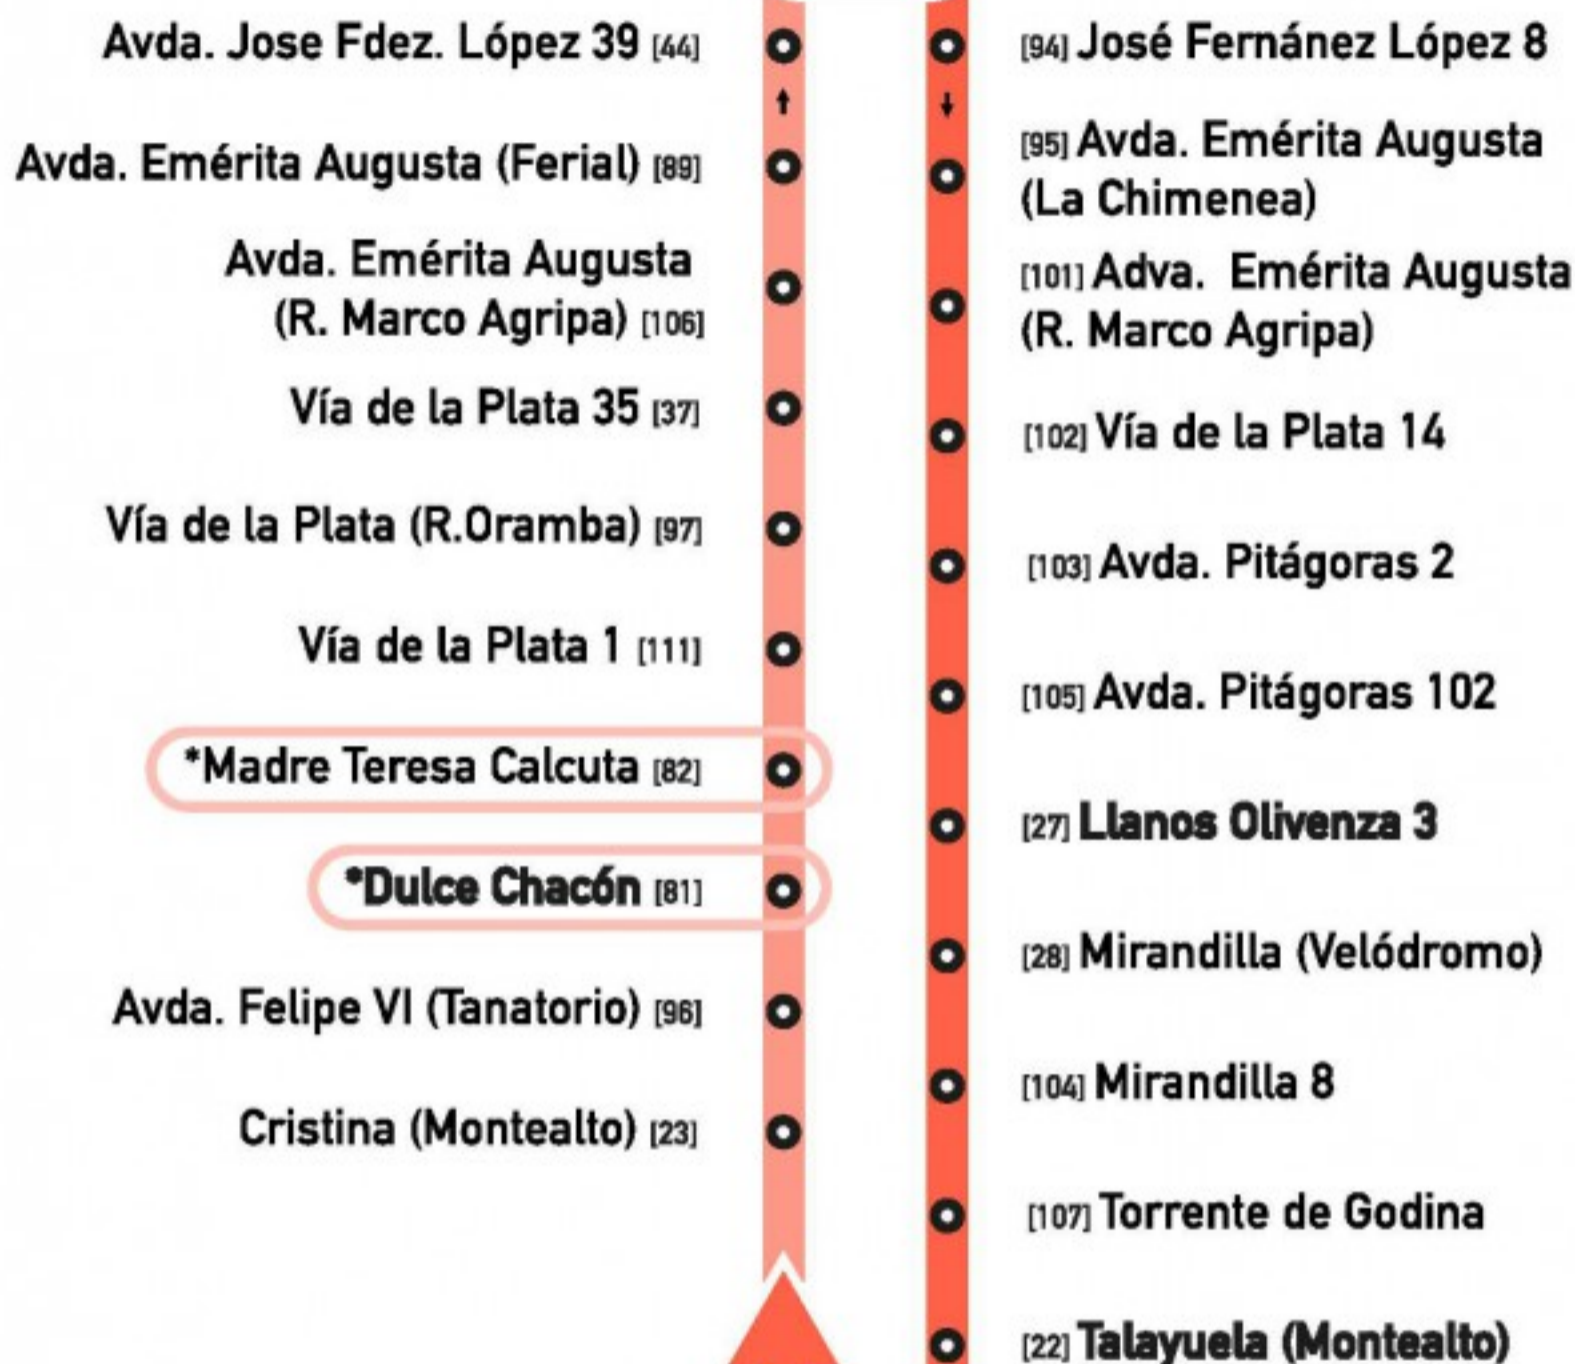 Avda. Jose Fdez. López 39 [44]
Avda. Emérita Augusta (Ferial) [89]
Avda. Emérita Augusta
(R. Marco Agripa) [106]
Vía de la Plata 35 [37]
Vía de la Plata (R.Oramba) [97]
Vía de la Plata 1 [111]
*Madre Teresa Calcuta [82]
*Dulce Chacón [81]
Avda. Felipe VI (Tanatorio) [96]
Cristina (Montealto) [23]
[94] José Fernánez López 8
[95] Avda. Emérita Augusta
(La Chimenea)
[101] Adva. Emérita Augusta
(R. Marco Agripa)
[102] Vía de la Plata 14
[103] Avda. Pitágoras 2
[105] Avda. Pitágoras 102
[27] Llanos Olivenza 3
[28] Mirandilla (Velódromo)
[104] Mirandilla 8
[107] Torrente de Godina
[22] Talayuela (Montealto)